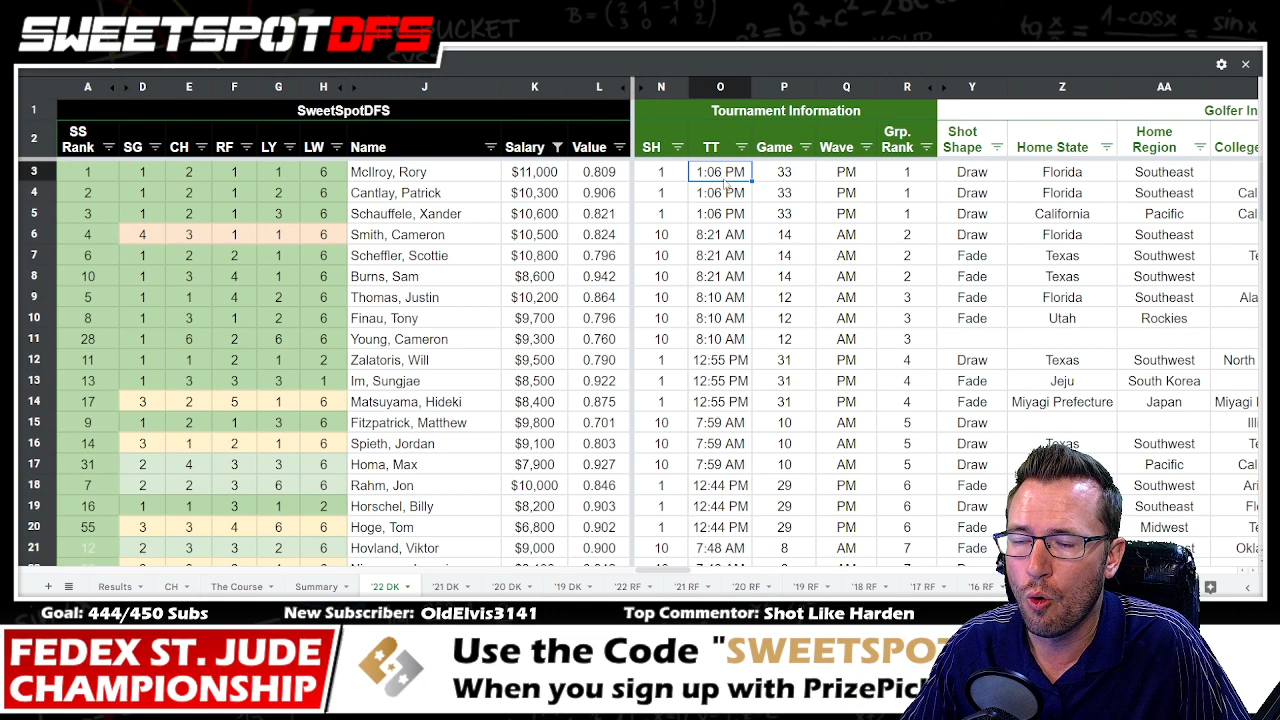 SWEETSPOTDFS
A D E F G H J K L N O P Q R Y Z AA
1 SweetSpotDFS Tournament Information Golfer In
2 SS Rank SG CH RF LY LW Name Salary Value SH TT Game Wave Grp. Rank Shot Shape Home State Home Region College
3 1 1 2 1 1 6 McIlroy, Rory $11,000 0.809 1 1:06 PM 33 PM 1 Draw Florida Southeast
4 2 1 1 1 2 6 Cantlay, Patrick $10,300 0.906 1 1:06 PM 33 PM 1 Draw Florida Southeast Cal
5 3 1 2 1 3 6 Schauffele, Xander $10,600 0.821 1 1:06 PM 33 PM 1 Draw California Pacific Cal
6 4 4 3 1 1 6 Smith, Cameron $10,500 0.824 10 8:21 AM 14 AM 2 Draw Florida Southeast
7 6 1 2 2 1 6 Scheffler, Scottie $10,800 0.796 10 8:21 AM 14 AM 2 Fade Texas Southwest Te
8 10 1 3 4 1 6 Burns, Sam $8,600 0.942 10 8:21 AM 14 AM 2 Fade Texas Southwest
9 5 1 1 4 2 6 Thomas, Justin $10,200 0.864 10 8:10 AM 12 AM 3 Fade Florida Southeast Ala
10 8 1 3 1 2 6 Finau, Tony $9,700 0.796 10 8:10 AM 12 AM 3 Fade Utah Rockies
11 28 1 6 2 6 6 Young, Cameron $9,300 0.760 10 8:10 AM 12 AM 3
12 11 1 1 2 1 2 Zalatoris, Will $9,500 0.790 1 12:55 PM 31 PM 4 Draw Texas Southwest North
13 13 1 3 3 3 1 Im, Sungjae $8,500 0.922 1 12:55 PM 31 PM 4 Fade Jeju South Korea
14 17 3 2 5 1 6 Matsuyama, Hideki $8,400 0.875 1 12:55 PM 31 PM 4 Fade Miyagi Prefecture Japan Miyagi
15 9 1 2 1 3 6 Fitzpatrick, Matthew $9,800 0.701 10 7:59 AM 10 AM 5 Draw Illi
16 14 3 1 2 1 6 Spieth, Jordan $9,100 0.803 10 7:59 AM 10 AM 5 Draw Texas Southwest Te
17 31 2 4 3 3 6 Homa, Max $7,900 0.927 10 7:59 AM 10 AM 5 Draw Pacific Cal
18 7 2 2 3 2 6 Rahm, Jon $10,000 0.846 1 12:44 PM 29 PM 6 Fade Southwest Ari
19 16 1 1 3 1 2 Horschel, Billy $8,200 0.903 1 12:44 PM 29 PM 6 Draw Southeast Flo
20 55 3 3 4 6 6 Hoge, Tom $6,800 0.902 1 12:44 PM 29 PM 6 Fade Midwest Te
21 12 2 3 3 2 6 Hovland, Viktor $9,000 0.900 10 7:48 AM 8 AM 7 Fade Okla
+ Results CH The Course Summary '22 DK '21 DK '20 DK '19 DK '22 RF '21 RF '20 RF '19 RF '18 RF '17 RF '16 RF
Goal: 444/450 Subs New Subscriber: OldElvis3141 Top Commentor: Shot Like Harden
FEDEX ST. JUDE
CHAMPIONSHIP
Use the Code "SWEETSPO
When you sign up with PrizePick